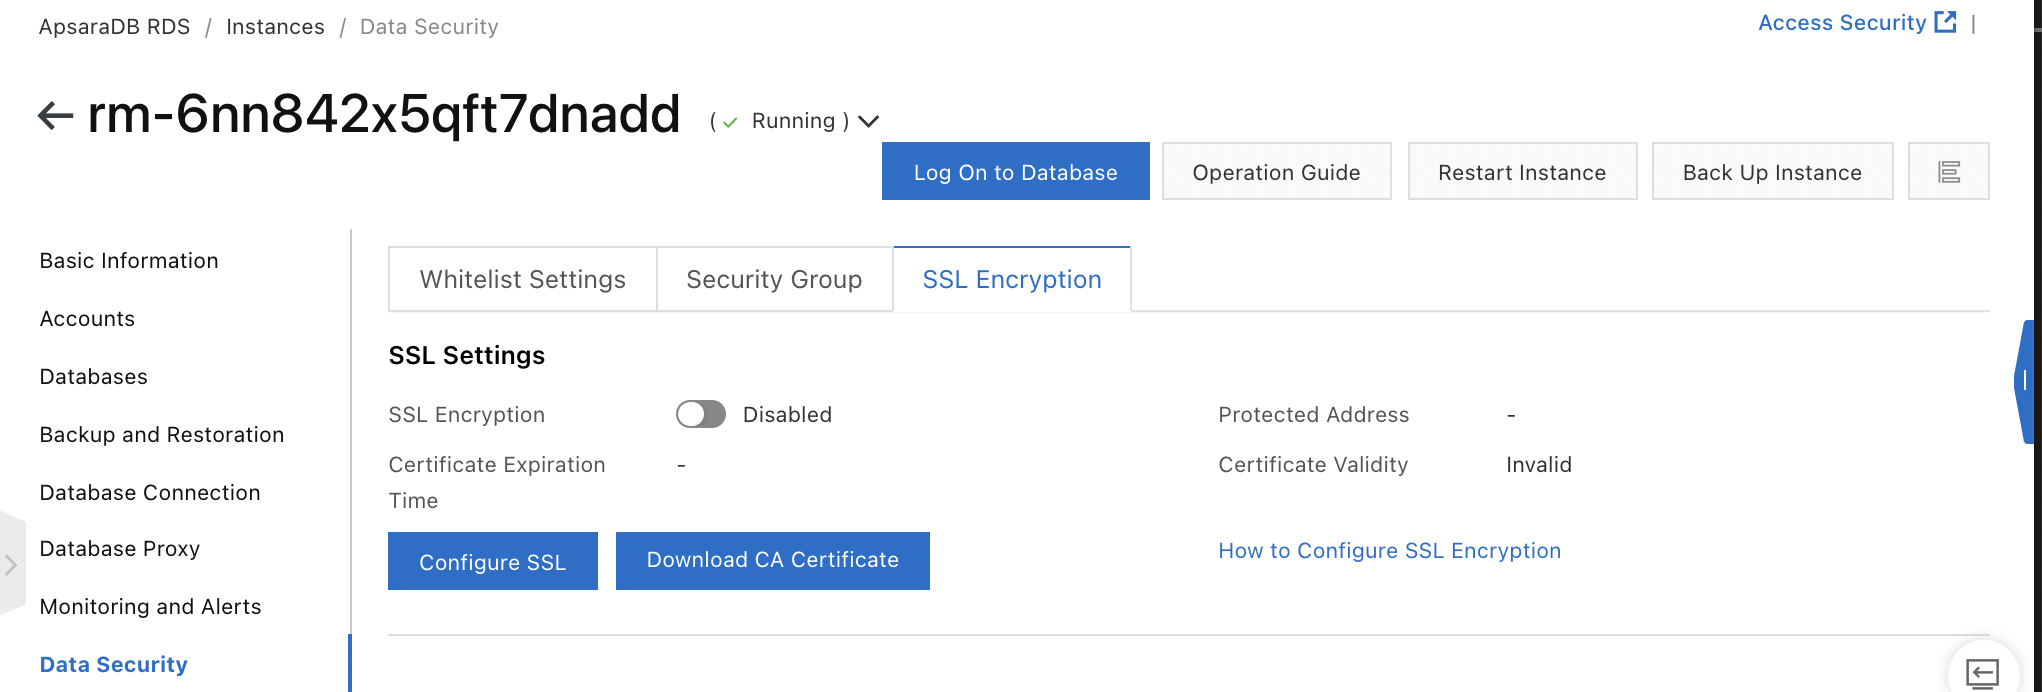 ApsaraDB RDS / Instances / Data Security
Access Security |
rm-6nn842x5qft7dnadd ( Running )
Log On to Database
Operation Guide
Restart Instance
Back Up Instance
Basic Information
Accounts
Databases
Backup and Restoration
Database Connection
Database Proxy
Monitoring and Alerts
Data Security
Whitelist Settings
Security Group
SSL Encryption
SSL Settings
SSL Encryption
Disabled
Protected Address
-
Certificate Expiration
Time
-
Certificate Validity
Invalid
Configure SSL
Download CA Certificate
How to Configure SSL Encryption